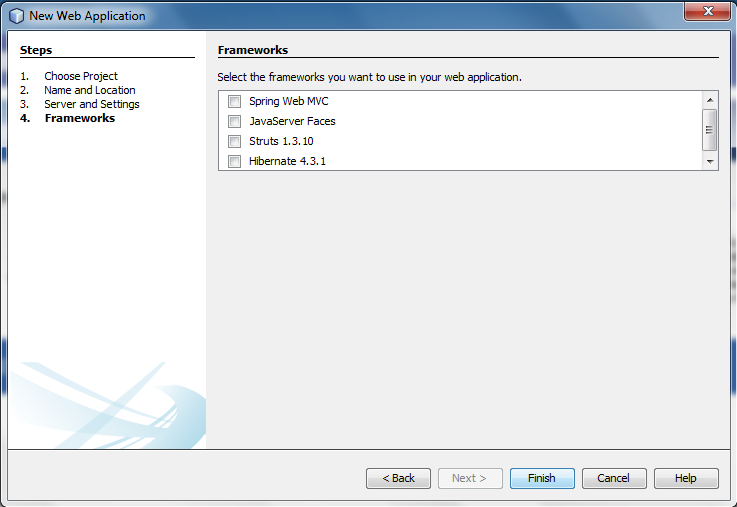 New Web Application
Steps
1. Choose Project
2. Name and Location
3. Server and Settings
4. Frameworks
Frameworks
Select the frameworks you want to use in your web application.
Spring Web MVC
JavaServer Faces
Struts 1.3.10
Hibernate 4.3.1
< Back
Next >
Finish
Cancel
Help